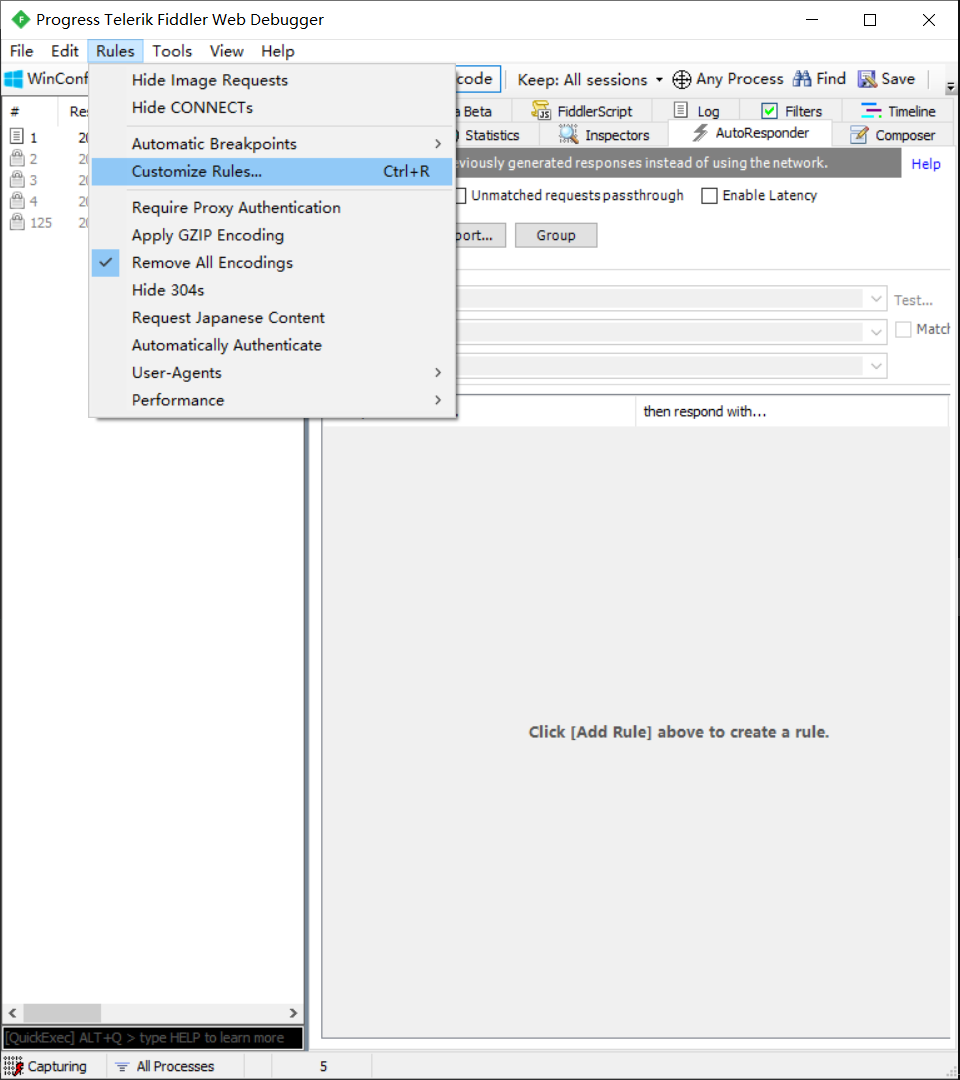 Progress Telerik Fiddler Web Debugger
File Edit Rules Tools View Help
WinConf
code Keep: All sessions Any Process Find Save
Hide Image Requests
Hide CONNECTs
Automatic Breakpoints
Customize Rules... Ctrl+R
Require Proxy Authentication
Apply GZIP Encoding
Remove All Encodings
Hide 304s
Request Japanese Content
Automatically Authenticate
User-Agents
Performance
# Res
1 20
2 20
3 20
4 20
125 20
a Beta FiddlerScript Log Filters Timeline
Statistics Inspectors AutoResponder Composer
eviously generated responses instead of using the network. Help
Unmatched requests passthrough Enable Latency
port... Group
Test...
Match
then respond with...
Click [Add Rule] above to create a rule.
[QuickExec] ALT+Q > type HELP to learn more
Capturing All Processes 5